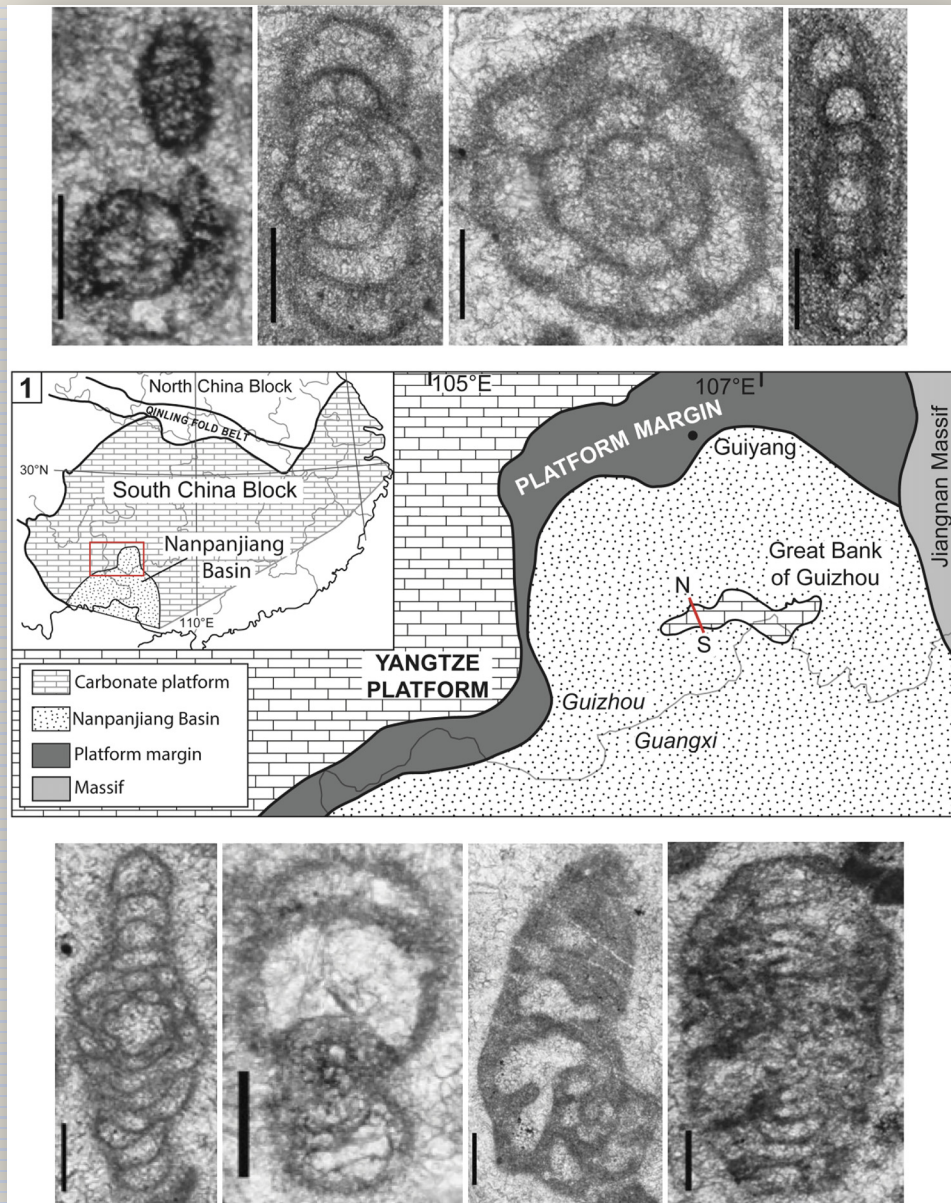 1
North China Block
QINLING FOLD BELT
30°N
South China Block
Nanpanjiang
Basin
110°E
105°E
107°E
PLATFORM MARGIN
Guiyang
Jiangnan Massif
Great Bank
of Guizhou
N
S
YANGTZE
PLATFORM
Guizhou
Guangxi
Carbonate platform
Nanpanjiang Basin
Platform margin
Massif